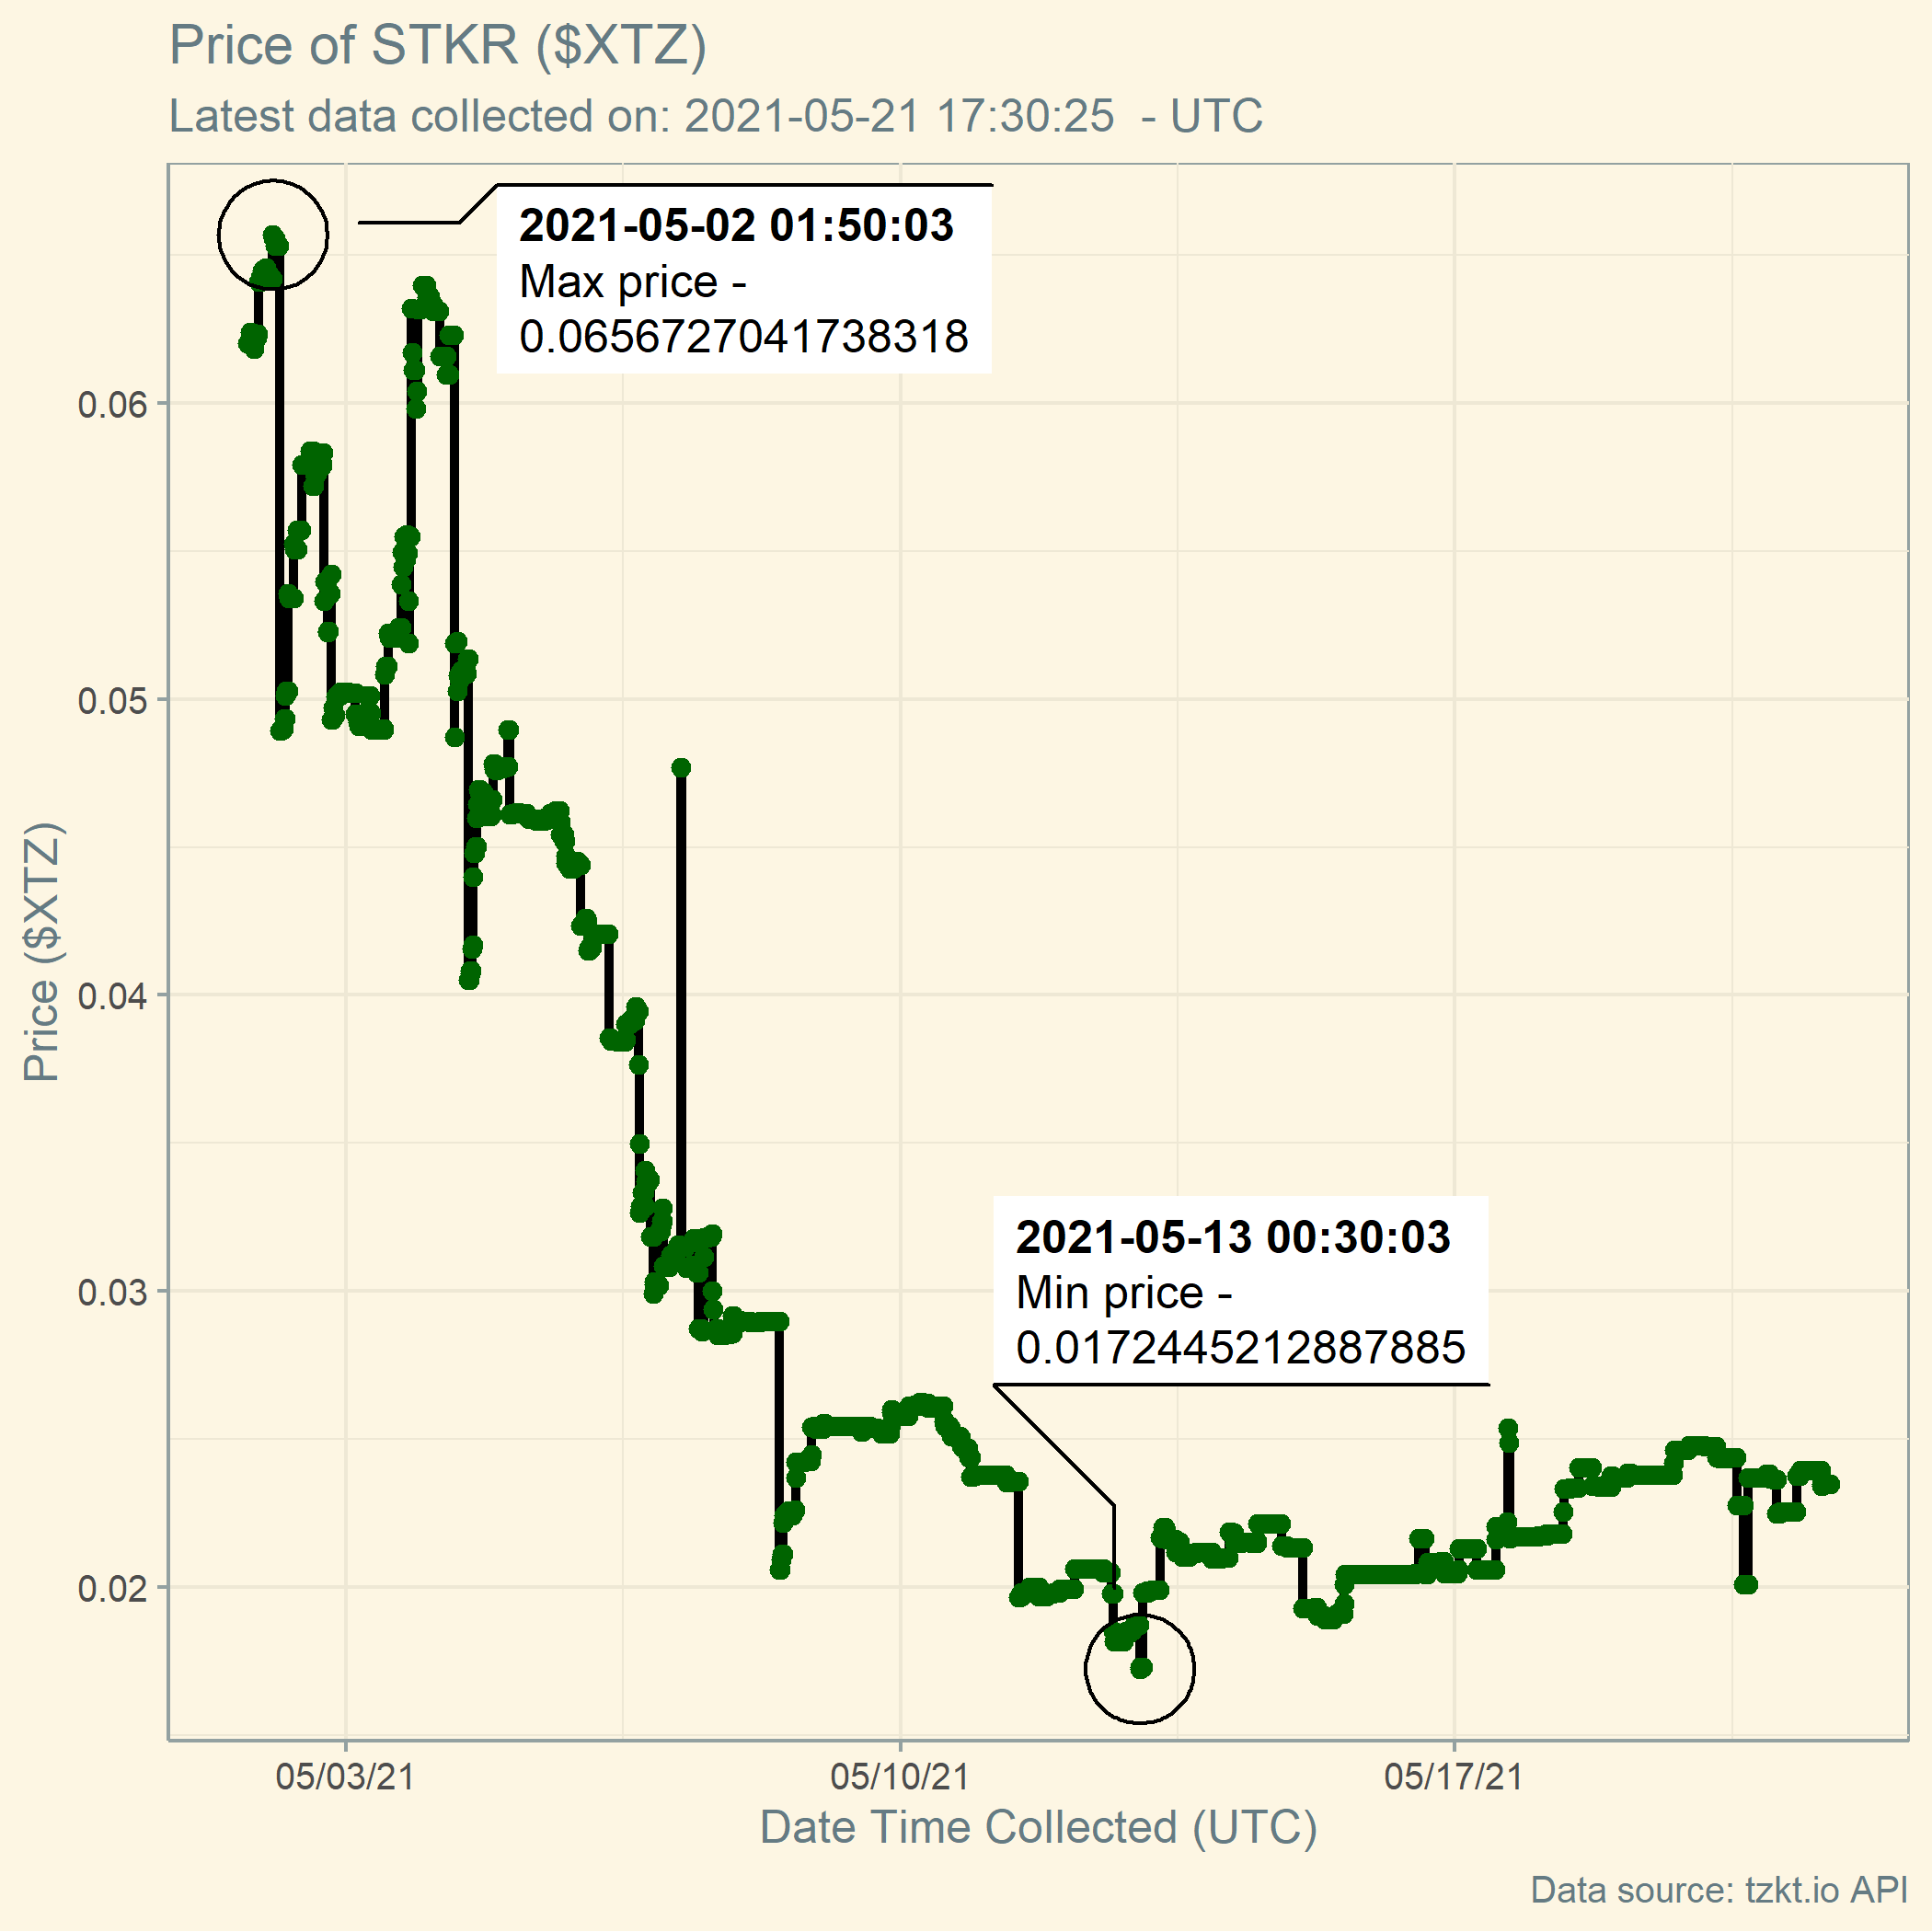 Price of STKR ($XTZ)
Latest data collected on: 2021-05-21 17:30:25  - UTC
2021-05-02 01:50:03
Max price -
0.0656727041738318
0.06
0.05
Price ($XTZ)
0.04
2021-05-13 00:30:03
Min price -
0.0172445212887885
0.03
0.02
05/03/21
05/10/21
05/17/21
Date Time Collected (UTC)
Data source: tzkt.io API